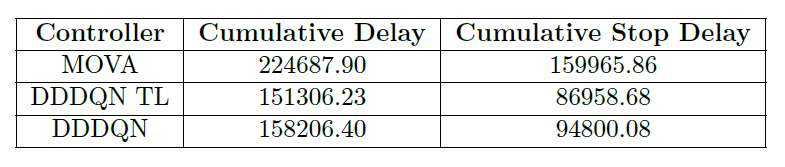 Controller Cumulative Delay Cumulative Stop Delay
MOVA 224687.90 159965.86
DDDQN TL 151306.23 86958.68
DDDQN 158206.40 94800.08